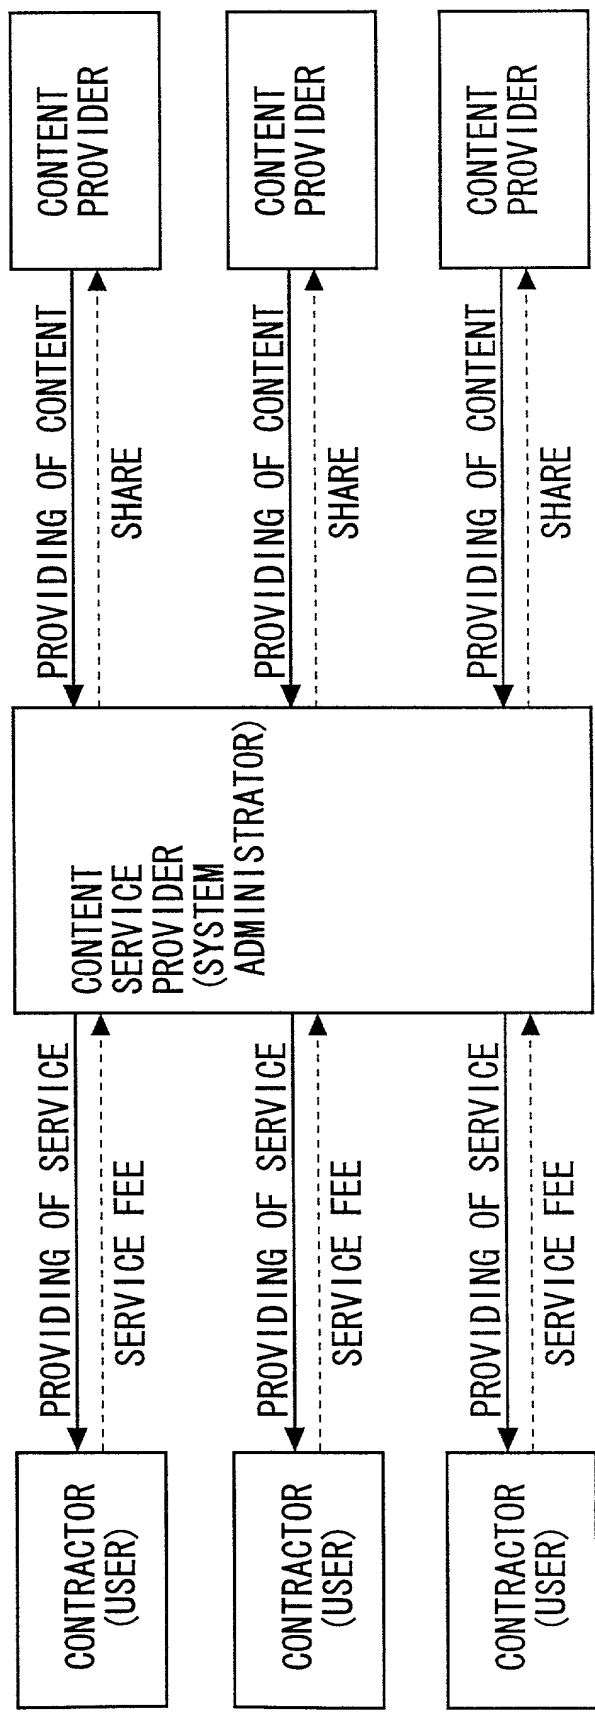 CONTRACTOR
(USER)
PROVIDING OF SERVICE
SERVICE FEE
CONTRACTOR
(USER)
PROVIDING OF SERVICE
SERVICE FEE
CONTRACTOR
(USER)
PROVIDING OF SERVICE
SERVICE FEE
CONTENT
SERVICE
PROVIDER
(SYSTEM
ADMINISTRATOR)
PROVIDING OF CONTENT
SHARE
CONTENT
PROVIDER
PROVIDING OF CONTENT
SHARE
CONTENT
PROVIDER
PROVIDING OF CONTENT
SHARE
CONTENT
PROVIDER